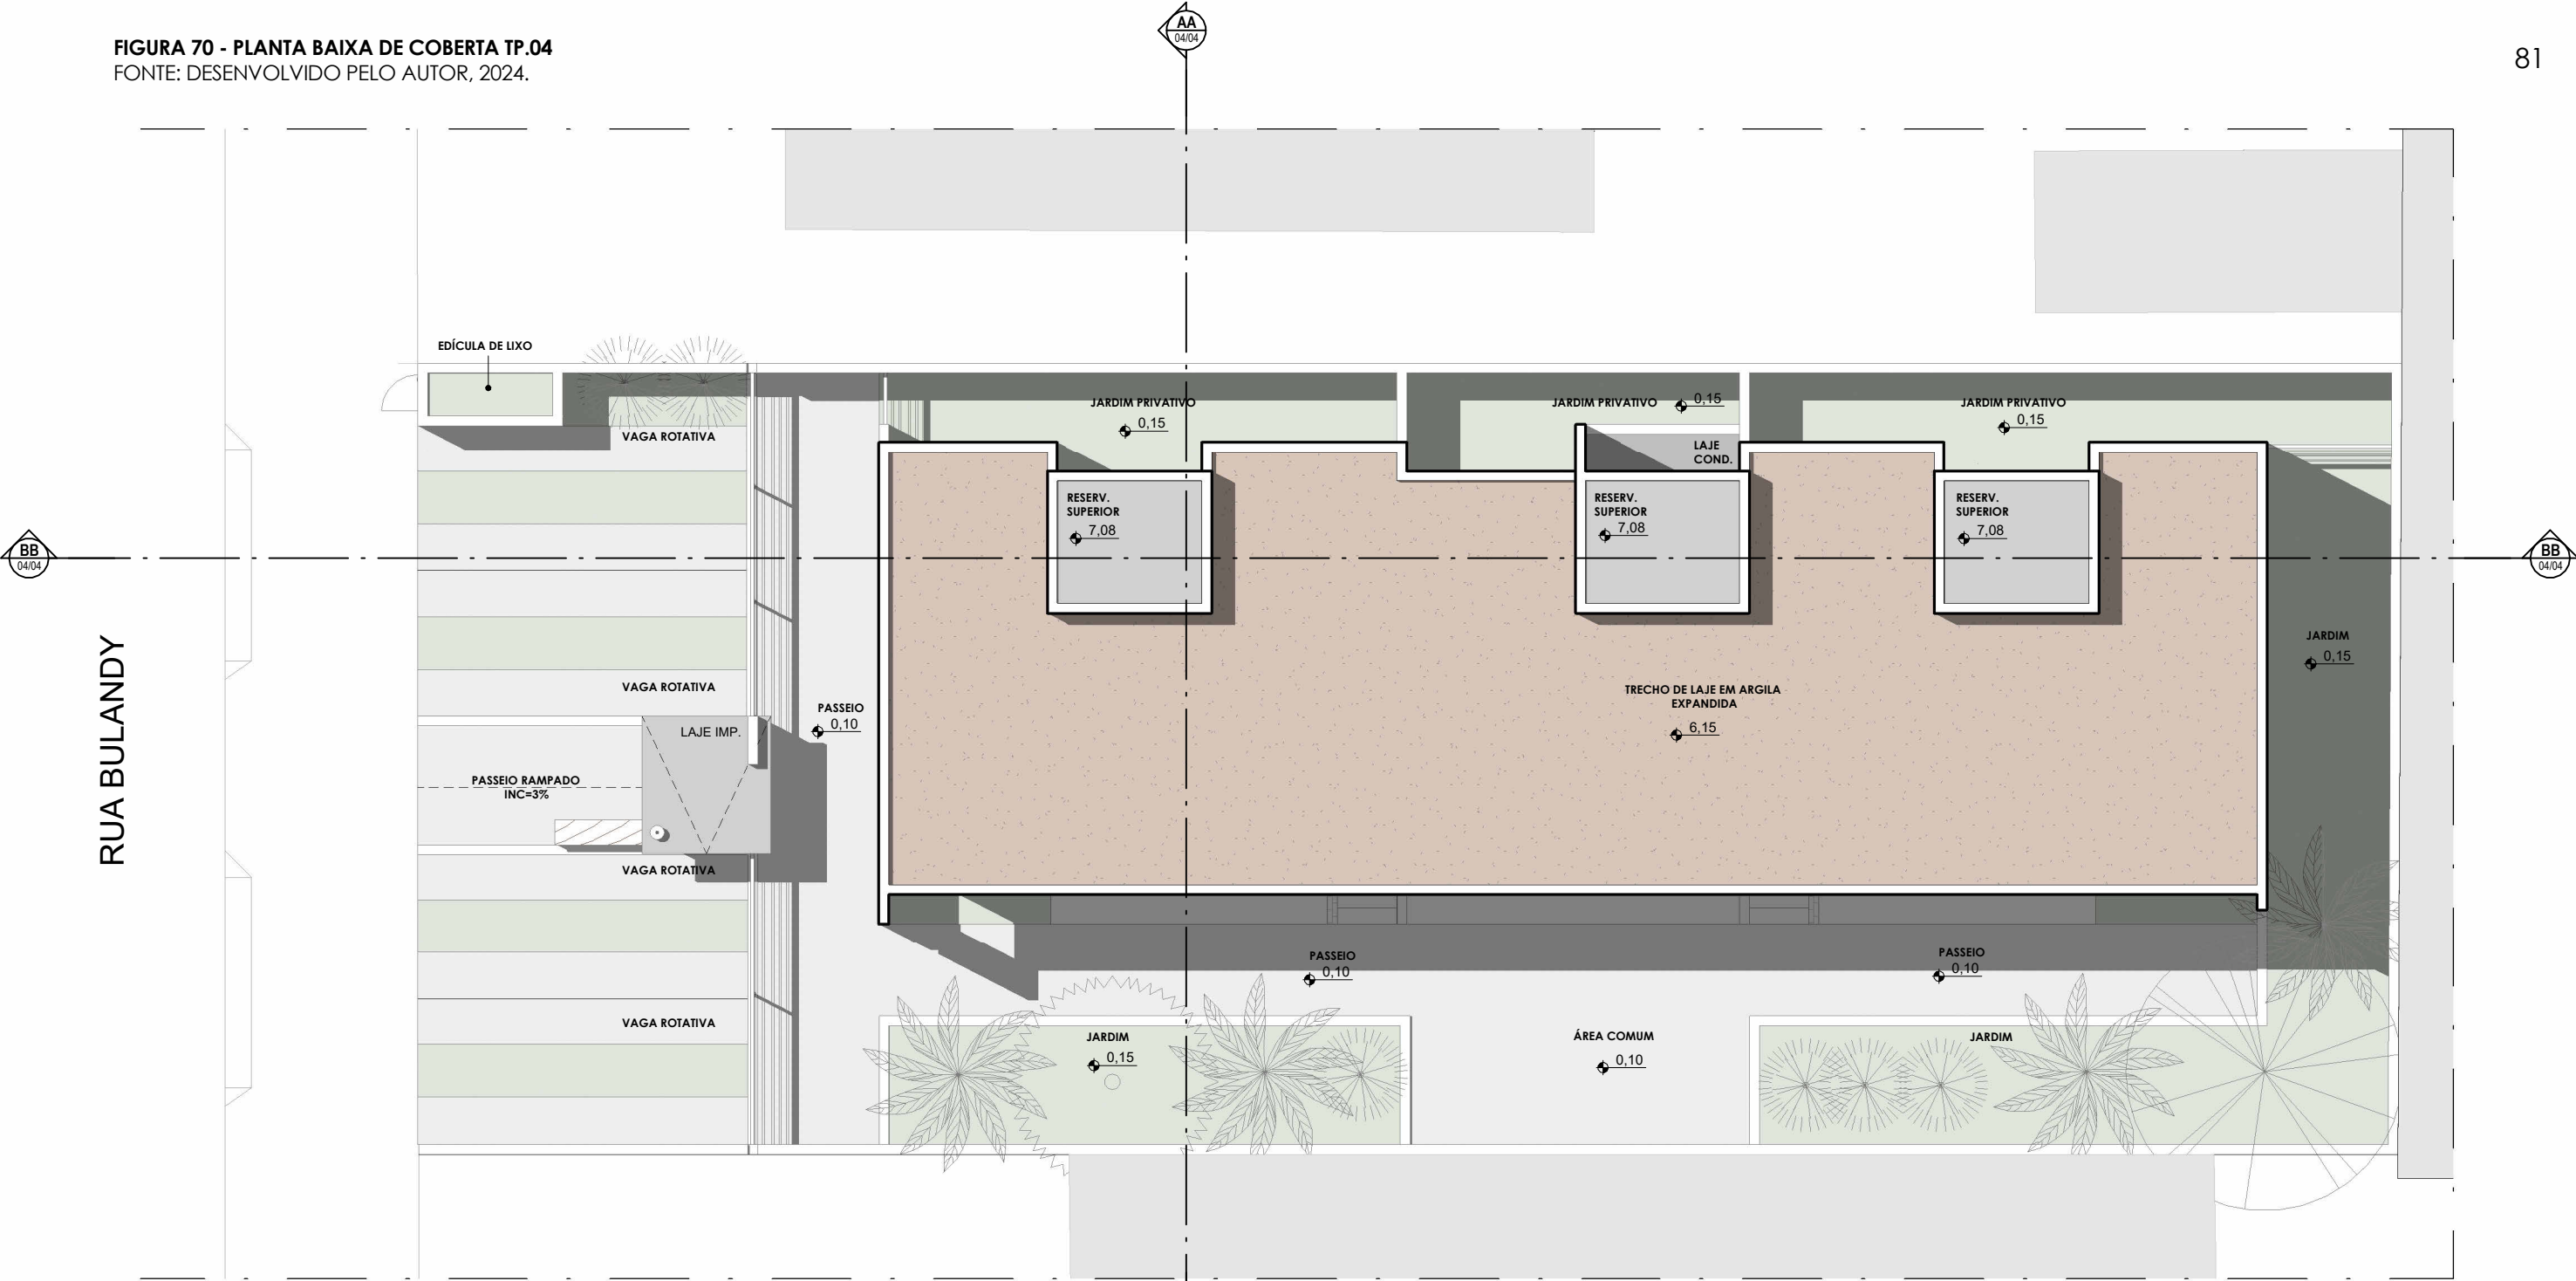 AA
04/04
FIGURA 70 - PLANTA BAIXA DE COBERTA TP.04
FONTE: DESENVOLVIDO PELO AUTOR, 2024.
81
EDÍCULA DE LIXO
JARDIM PRIVATIVO
0,15
JARDIM PRIVATIVO
0,15
JARDIM PRIVATIVO
0,15
VAGA ROTATIVA
LAJE
COND.
RESERV.
SUPERIOR
7,08
RESERV.
SUPERIOR
7,08
RESERV.
SUPERIOR
7,08
BB
04/04
BB
04/04
RUA BULANDY
JARDIM
0,15
VAGA ROTATIVA
TRECHO DE LAJE EM ARGILA
EXPANDIDA
6,15
PASSEIO
0,10
LAJE IMP.
PASSEIO RAMPADO
INC=3%
VAGA ROTATIVA
PASSEIO
0,10
PASSEIO
0,10
VAGA ROTATIVA
JARDIM
0,15
ÁREA COMUM
0,10
JARDIM